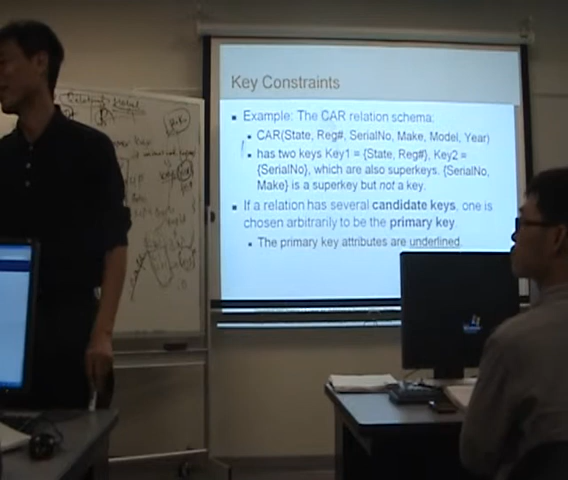 Key Constraints
Example: The CAR relation schema:
CAR(State, Reg#, SerialNo, Make, Model, Year)
has two keys Key1 = {State, Reg#}, Key2 =
{SerialNo}, which are also superkeys. {SerialNo,
Make} is a superkey but not a key.
If a relation has several candidate keys, one is
chosen arbitrarily to be the primary key.
The primary key attributes are underlined.